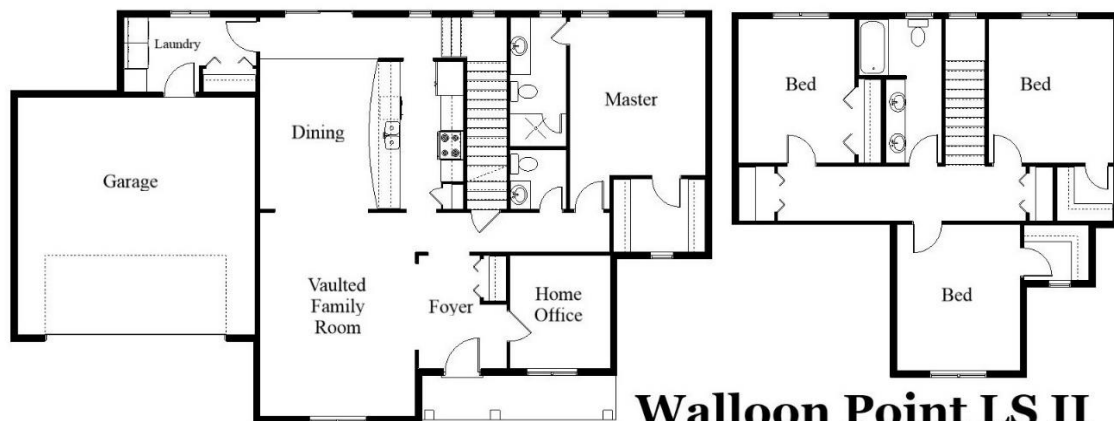 Laundry
Bed
Bed
Dining
Master
Garage
Vaulted
Family
Room
Foyer
Home
Office
Bed
Walloon Point LS II